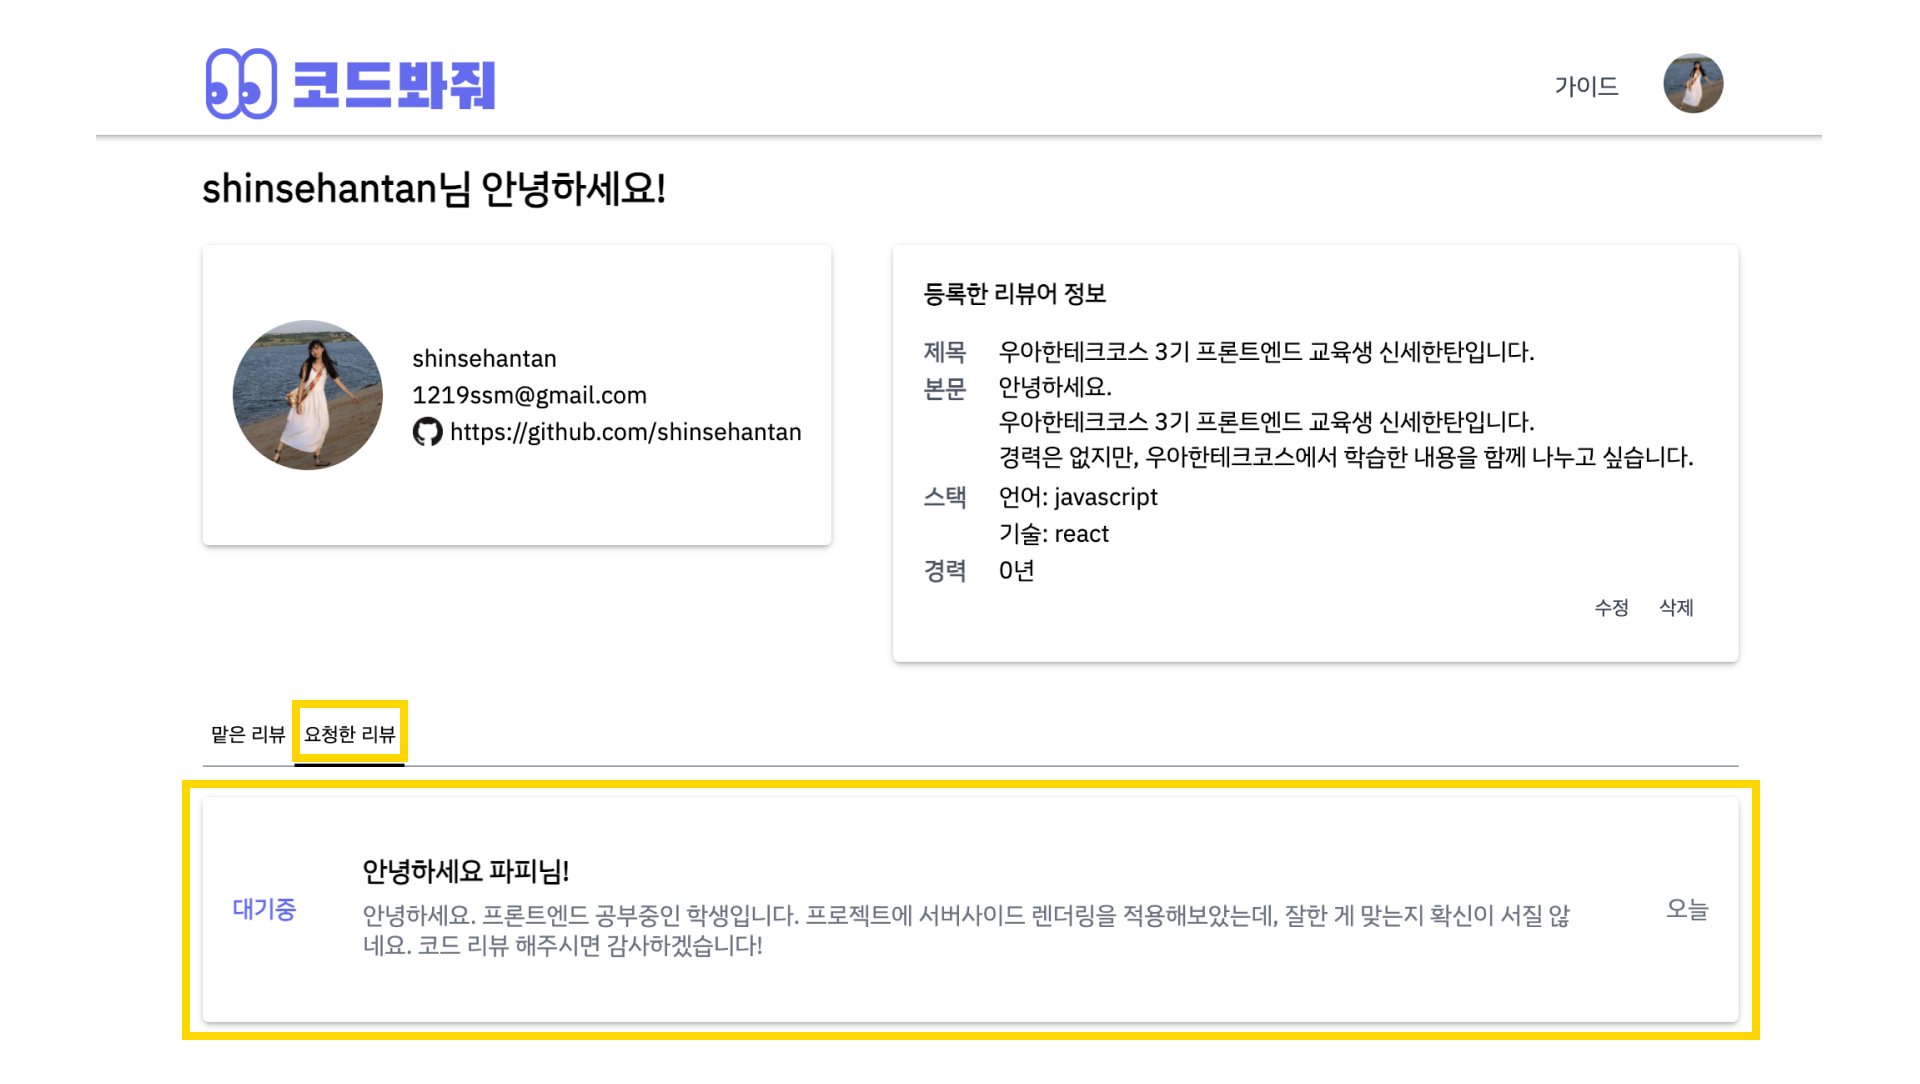 코드봐줘
가이드
shinsehantan님 안녕하세요!
shinsehantan
1219ssm@gmail.com
https://github.com/shinsehantan
등록한 리뷰어 정보
제목 우아한테크코스 3기 프론트엔드 교육생 신세한탄입니다.
본문 안녕하세요.
우아한테크코스 3기 프론트엔드 교육생 신세한탄입니다.
경력은 없지만, 우아한테크코스에서 학습한 내용을 함께 나누고 싶습니다.
스택 언어: javascript
기술: react
경력 0년
수정 삭제
맡은 리뷰 요청한 리뷰
대기중
안녕하세요 파피님!
안녕하세요. 프론트엔드 공부중인 학생입니다. 프로젝트에 서버사이드 렌더링을 적용해보았는데, 잘한 게 맞는지 확신이 서질 않
네요. 코드 리뷰 해주시면 감사하겠습니다!
오늘